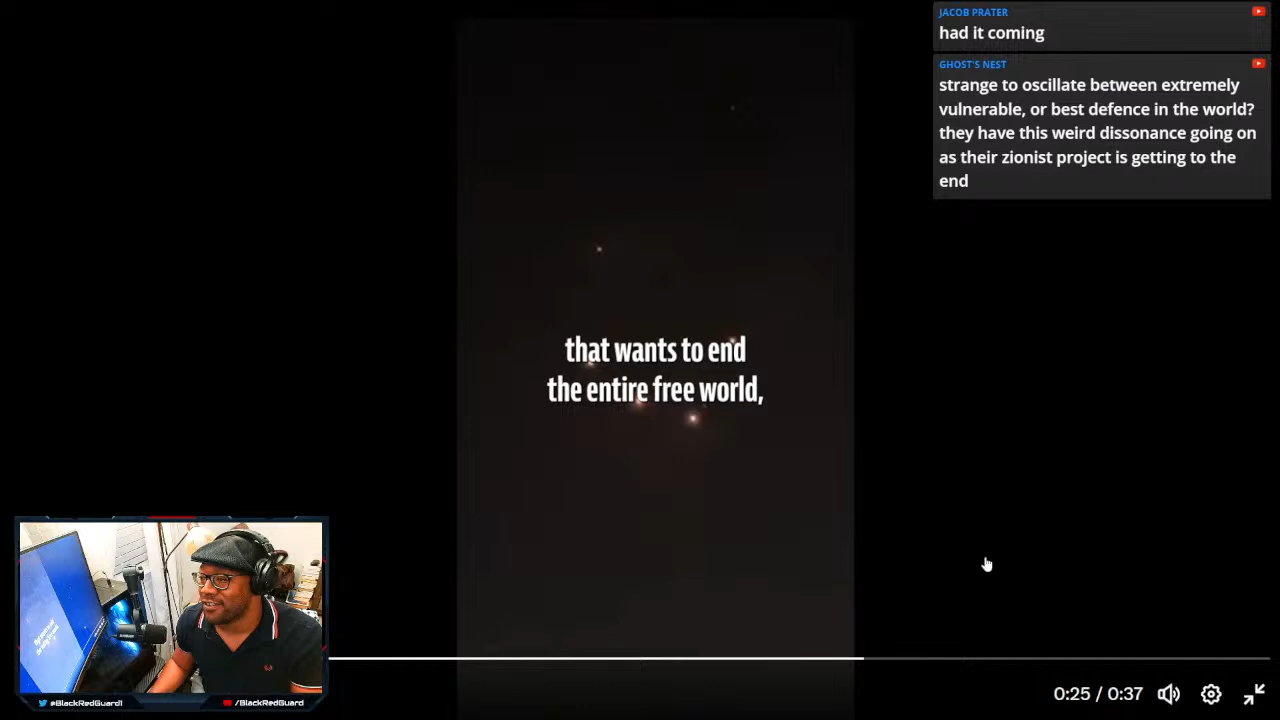 JACOB PRATER
had it coming
GHOST'S NEST
strange to oscillate between extremely
vulnerable, or best defence in the world?
they have this weird dissonance going on
as their zionist project is getting to the
end
that wants to end
the entire free world,
@BlackRedGuard1
/BlackRedGuard
0:25 / 0:37